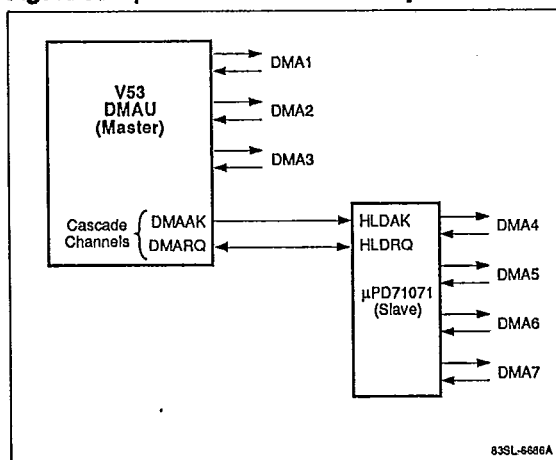 DMA1
V53
DMAU
(Master)
DMA2
DMA3
Cascade
Channels
DMAAK
DMARQ
HLDAK
HLDRQ
µPD71071
(Slave)
DMA4
DMA5
DMA6
DMA7
83SL-6686A